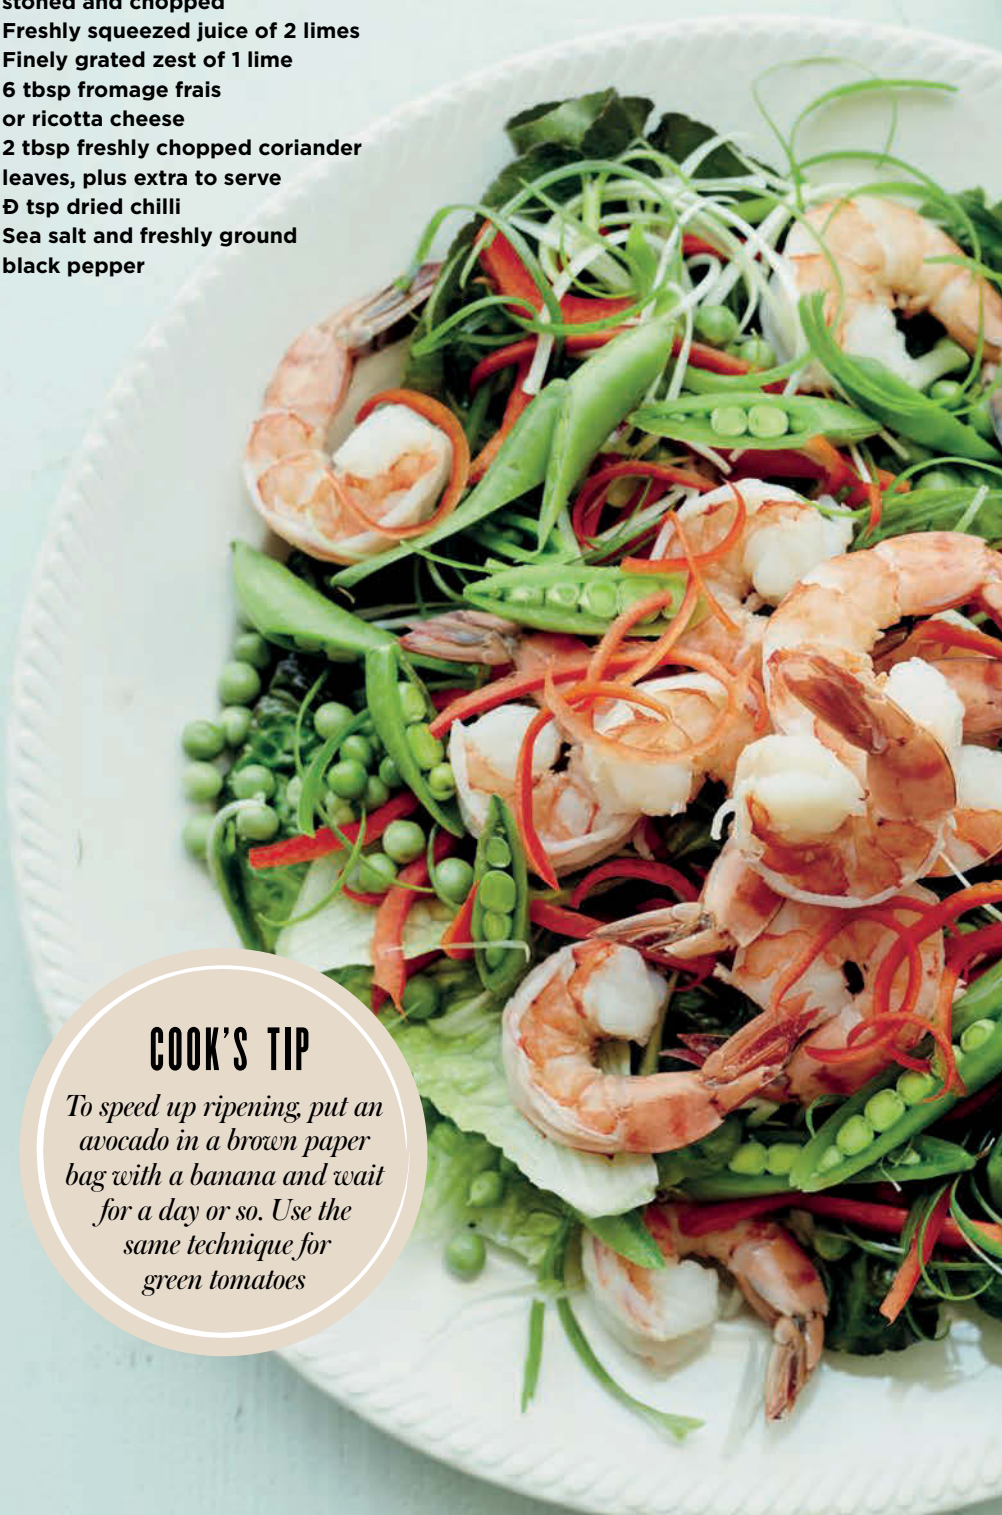 stoned and chopped
Freshly squeezed juice of 2 limes
Finely grated zest of 1 lime
6 tbsp fromage frais
or ricotta cheese
2 tbsp freshly chopped coriander
leaves, plus extra to serve
Đ tsp dried chilli
Sea salt and freshly ground
black pepper
COOK'S TIP
To speed up ripening, put an
avocado in a brown paper
bag with a banana and wait
for a day or so. Use the
same technique for
green tomatoes